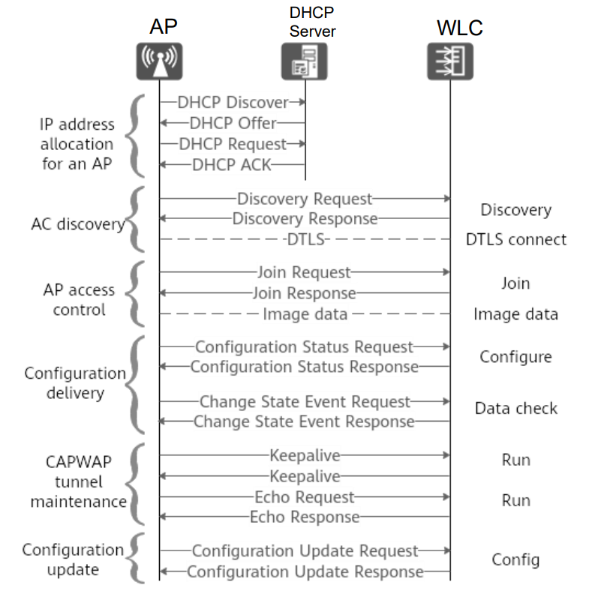 AP
DHCP
Server
WLC
IP address
allocation
for an AP
DHCP Discover
DHCP Offer
DHCP Request
DHCP ACK
AC discovery
Discovery Request
Discovery Response
Discovery
DTLS
DTLS connect
AP access
control
Join Request
Join Response
Join
Image data
Image data
Configuration
delivery
Configuration Status Request
Configuration Status Response
Configure
Change State Event Request
Change State Event Response
Data check
CAPWAP
tunnel
maintenance
Keepalive
Keepalive
Run
Echo Request
Echo Response
Run
Configuration
update
Configuration Update Request
Configuration Update Response
Config